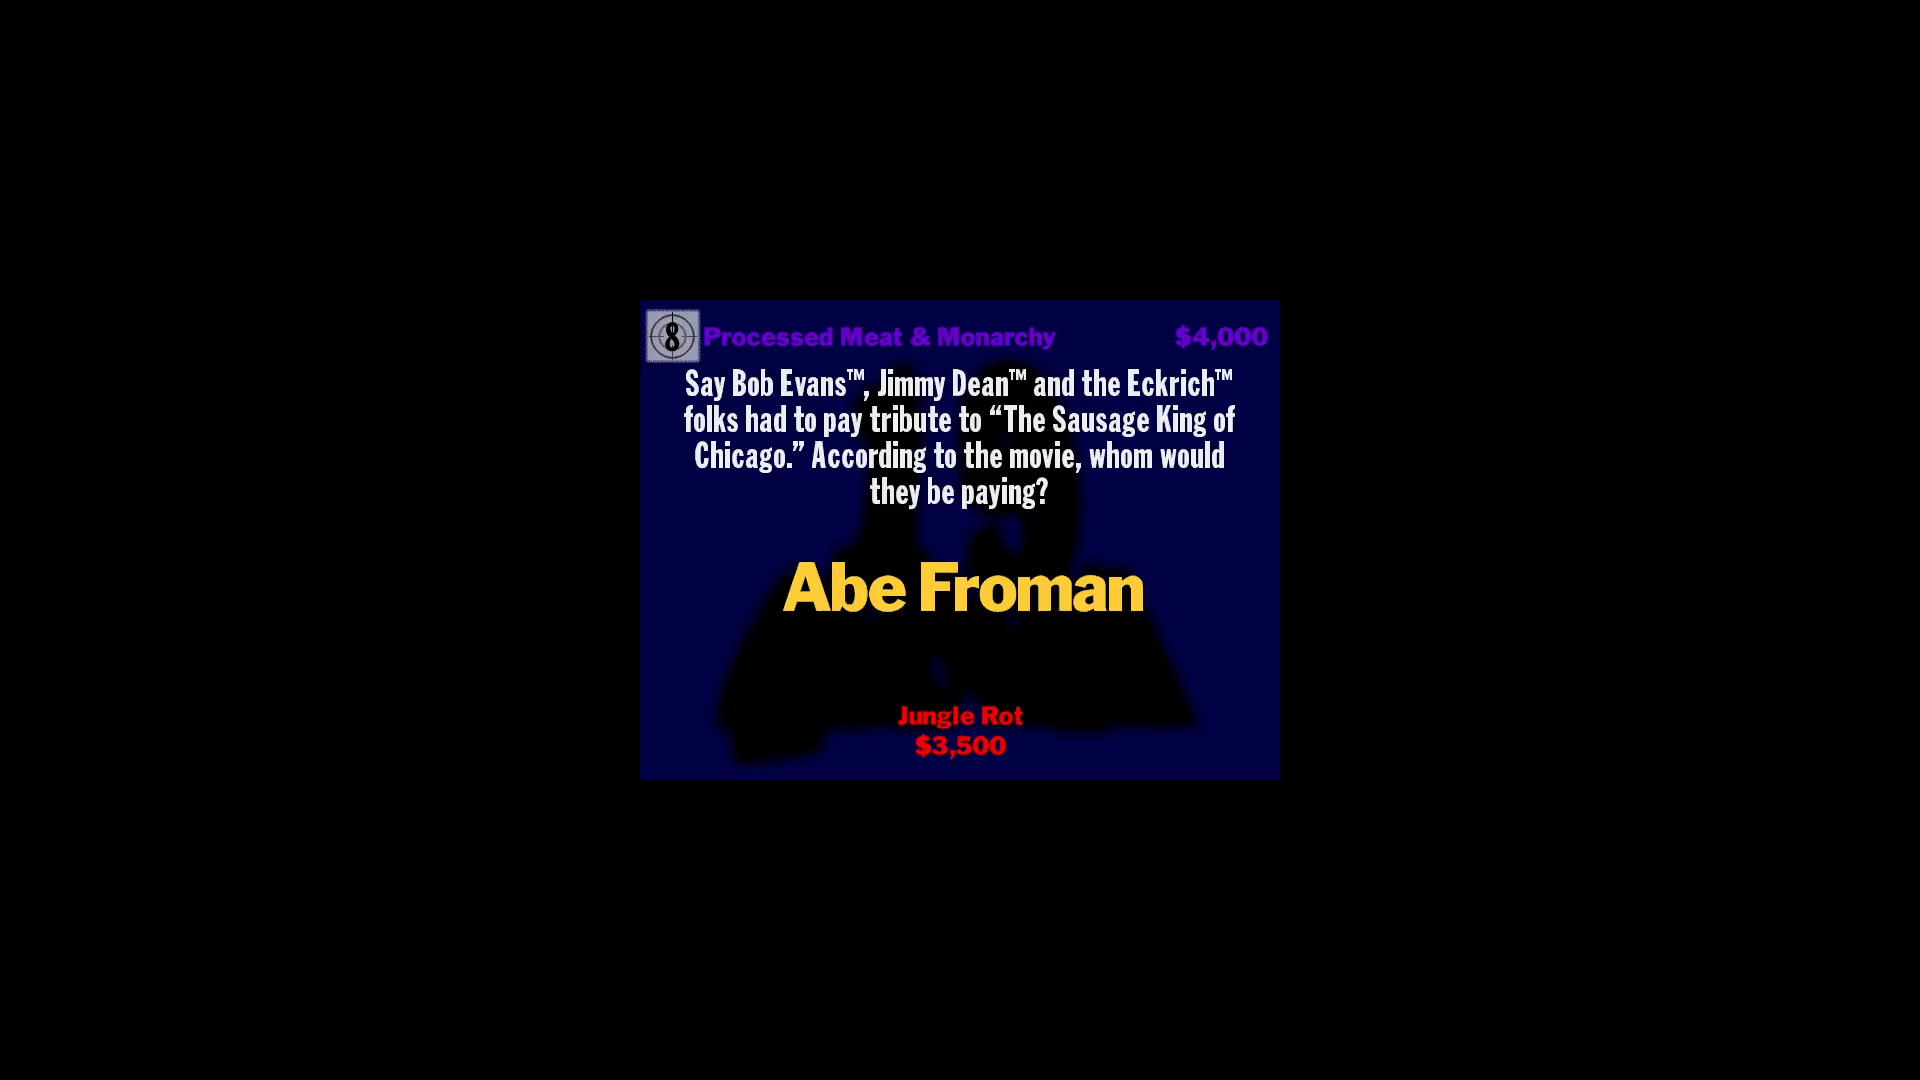 8 Processed Meat & Monarchy $4,000
Say Bob Evans™, Jimmy Dean™ and the Eckrich™
folks had to pay tribute to “The Sausage King of
Chicago.” According to the movie, whom would
they be paying?
Abe Froman
Jungle Rot
$3,500